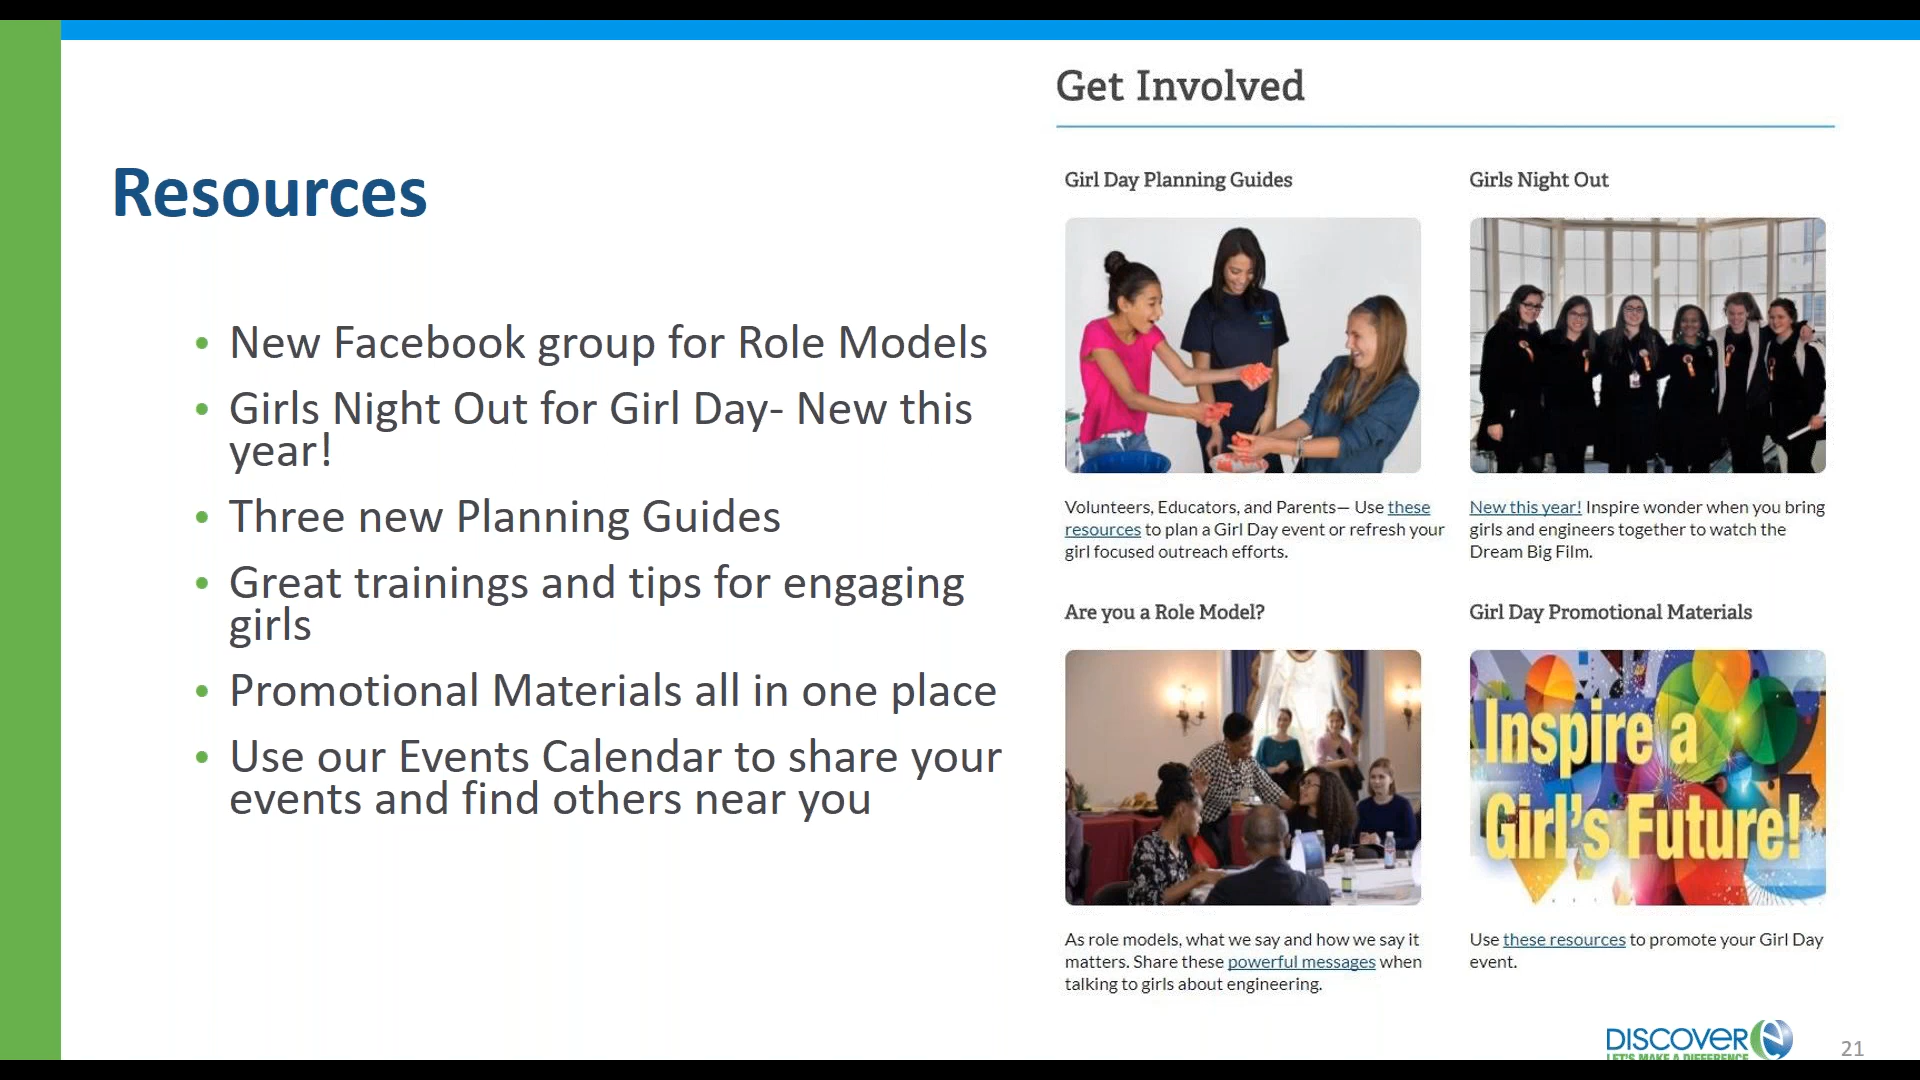 Resources
• New Facebook group for Role Models
• Girls Night Out for Girl Day- New this
year!
• Three new Planning Guides
• Great trainings and tips for engaging
girls
• Promotional Materials all in one place
• Use our Events Calendar to share your
events and find others near you
Get Involved
Girl Day Planning Guides
Volunteers, Educators, and Parents— Use these
resources to plan a Girl Day event or refresh your
girl focused outreach efforts.
Girls Night Out
New this year! Inspire wonder when you bring
girls and engineers together to watch the
Dream Big Film.
Are you a Role Model?
As role models, what we say and how we say it
matters. Share these powerful messages when
talking to girls about engineering.
Girl Day Promotional Materials
Inspire a
Girl's Future!
Use these resources to promote your Girl Day
event.
DISCOVER e
LET'S MAKE A DIFFERENCE
21